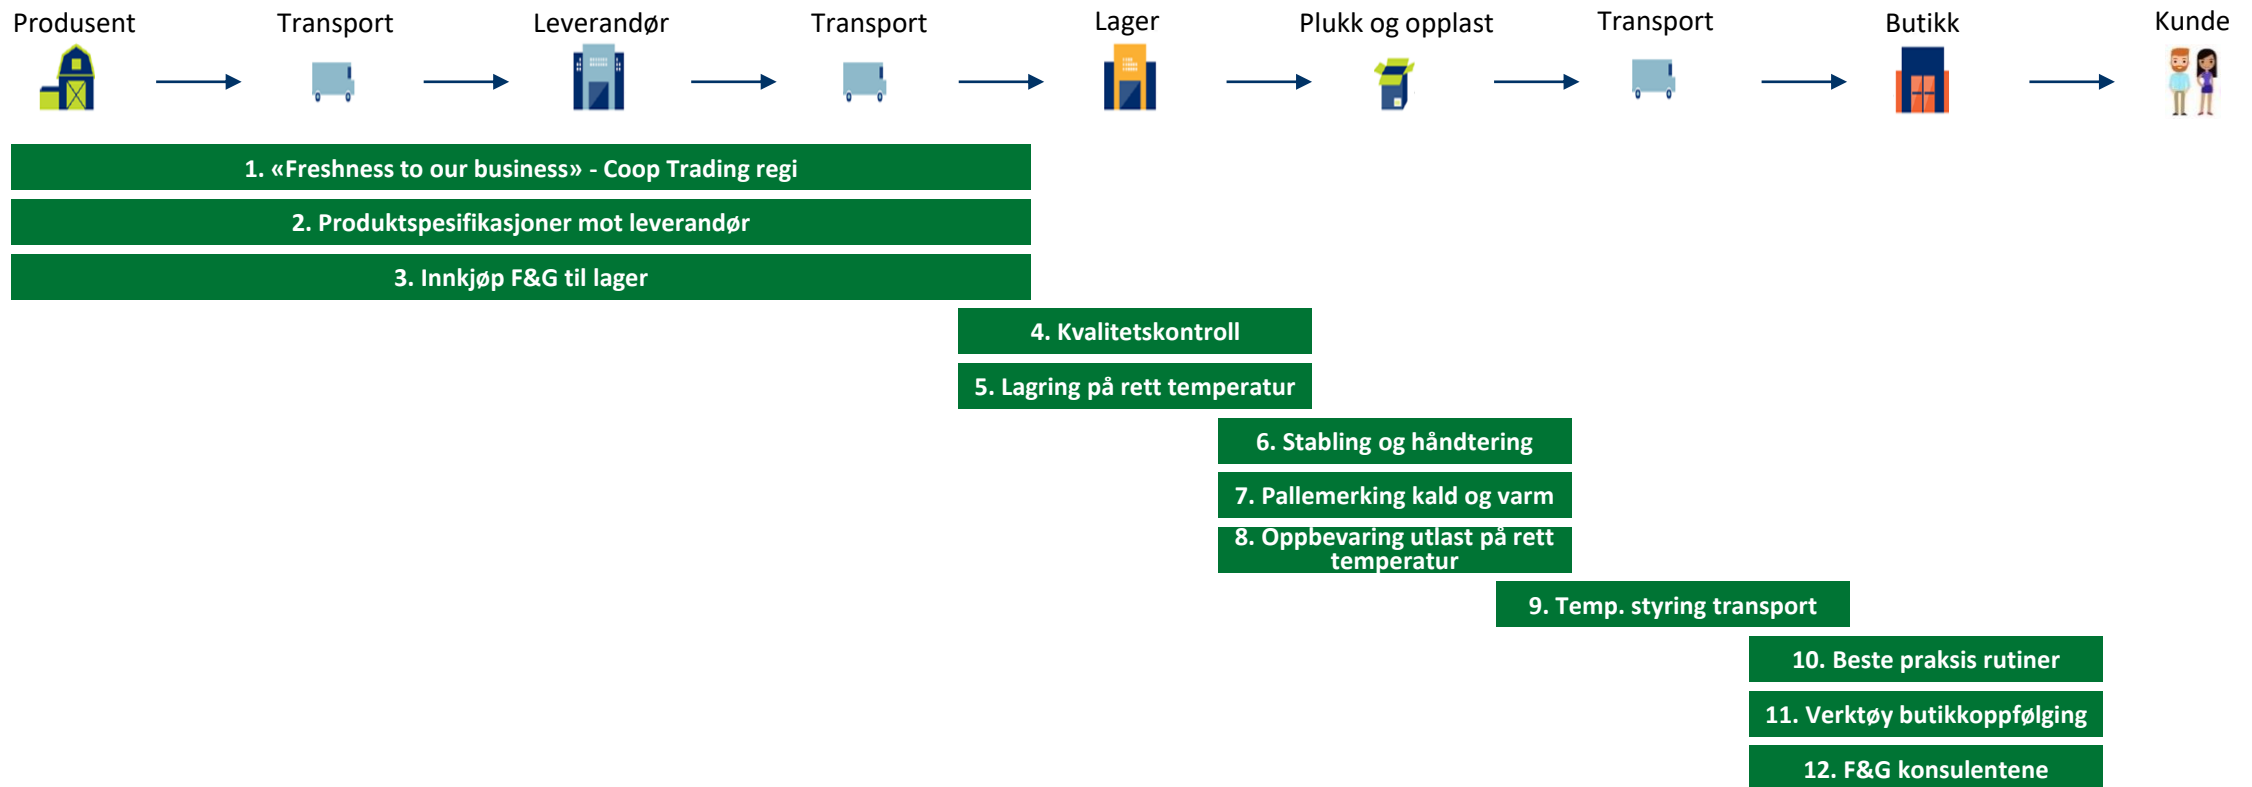 Produsent
Transport
Leverandør
Transport
Lager
Plukk og opplast
Transport
Butikk
Kunde
1. «Freshness to our business» - Coop Trading regi
2. Produktspesifikasjoner mot leverandør
3. Innkjøp F&G til lager
4. Kvalitetskontroll
5. Lagring på rett temperatur
6. Stabling og håndtering
7. Pallemerking kald og varm
8. Oppbevaring utlast på rett
temperatur
9. Temp. styring transport
10. Beste praksis rutiner
11. Verktøy butikkoppfølging
12. F&G konsulentene